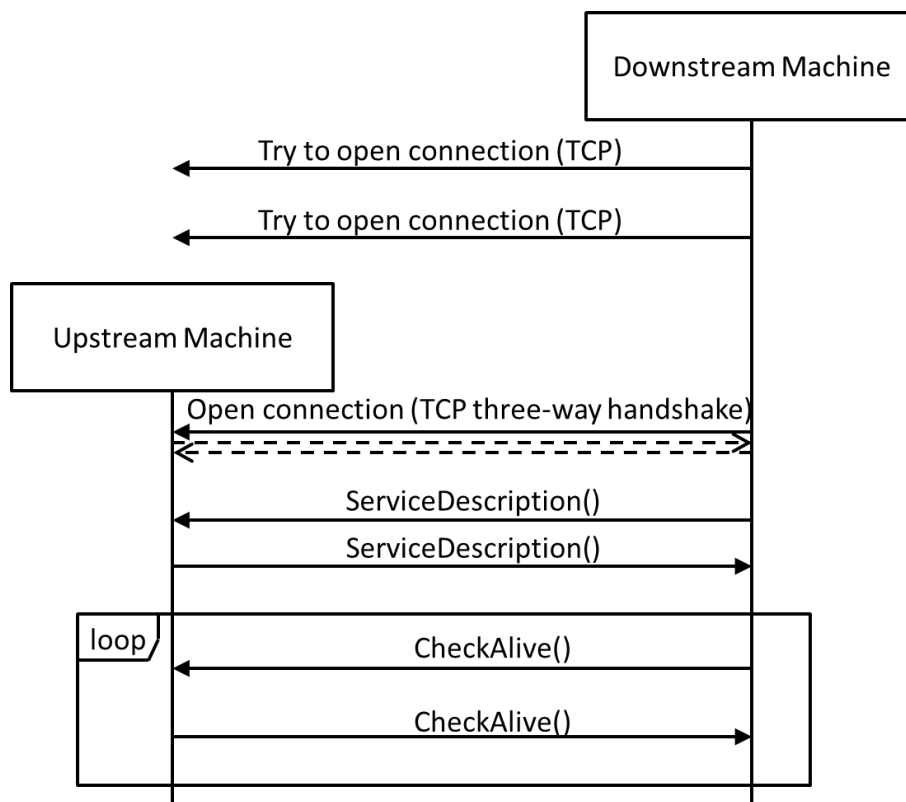 Downstream Machine
Try to open connection (TCP)
Try to open connection (TCP)
Upstream Machine
Open connection (TCP three-way handshake)
ServiceDescription()
ServiceDescription()
loop
CheckAlive()
CheckAlive()